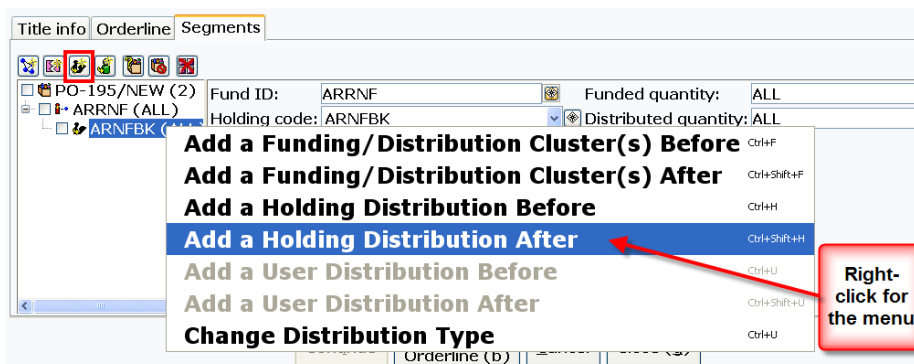 Title info Orderline Segments
PO-195/NEW (2) Fund ID: ARRNF Funded quantity: ALL
ARRNF (ALL) Holding code: ARNFBK Distributed quantity: ALL
ARNFBK (ALL)
Add a Funding/Distribution Cluster(s) Before Ctrl+F
Add a Funding/Distribution Cluster(s) After Ctrl+Shift+F
Add a Holding Distribution Before Ctrl+H
Add a Holding Distribution After Ctrl+Shift+H
Add a User Distribution Before Ctrl+U
Add a User Distribution After Ctrl+Shift+U
Change Distribution Type Ctrl+U
Right-
click for
the menu
Orderline (b)